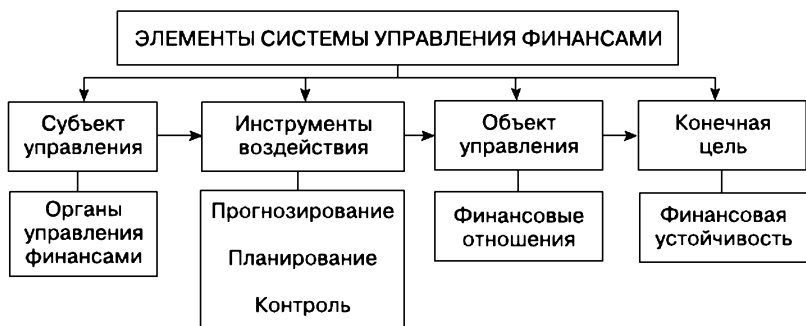 ЭЛЕМЕНТЫ СИСТЕМЫ УПРАВЛЕНИЯ ФИНАНСАМИ
Субъект
управления
Инструменты
воздействия
Объект
управления
Конечная
цель
Органы
управления
финансами
Прогнозирование
Планирование
Контроль
Финансовые
отношения
Финансовая
устойчивость